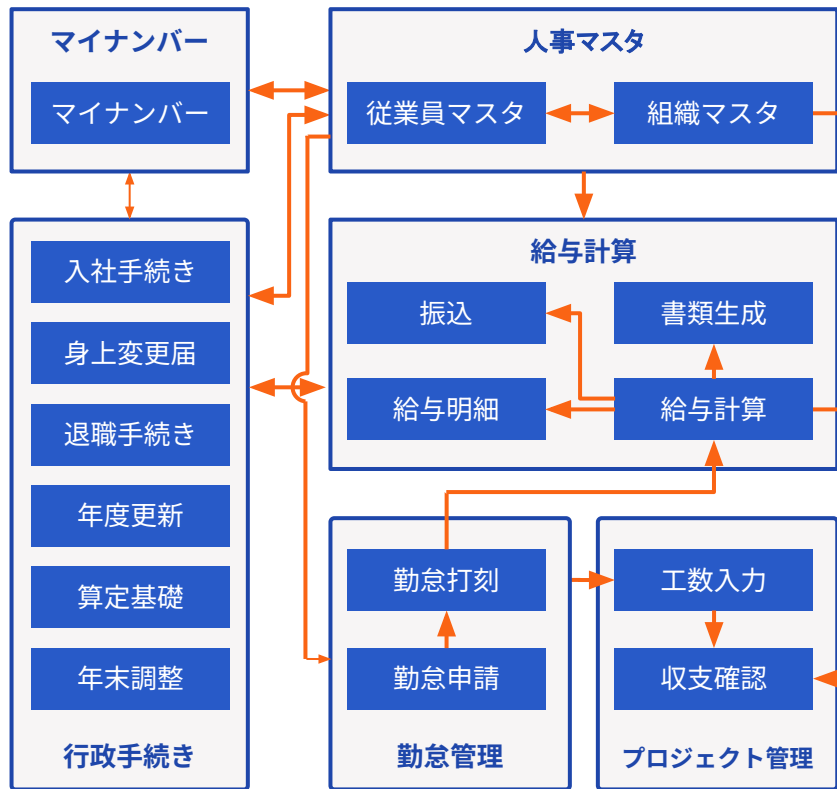 マイナンバー
マイナンバー
人事マスタ
従業員マスタ
組織マスタ
入社手続き
身上変更届
退職手続き
年度更新
算定基礎
年末調整
行政手続き
給与計算
振込
書類生成
給与明細
給与計算
勤怠打刻
勤怠申請
勤怠管理
工数入力
収支確認
プロジェクト管理